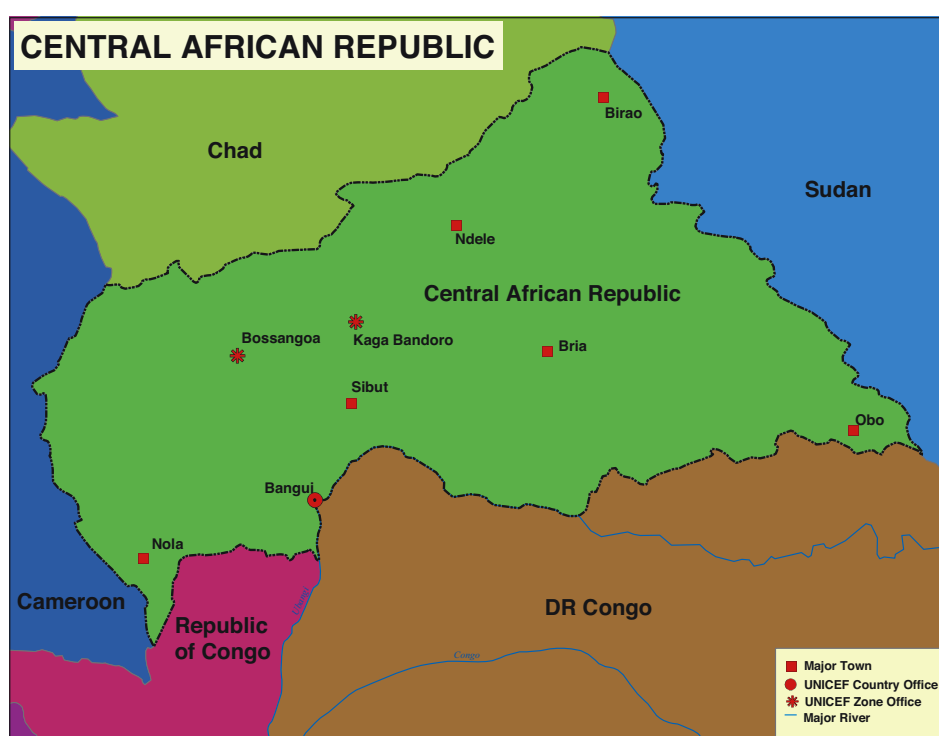 CENTRAL AFRICAN REPUBLIC
Birao
Chad
Sudan
Ndele
Central African Republic
Bossangoa
Kaga Bandoro
Bria
Sibut
Obo
Bangui
Nola
Cameroon
Ubangi
DR Congo
Republic
of Congo
Congo
Major Town
UNICEF Country Office
UNICEF Zone Office
Major River